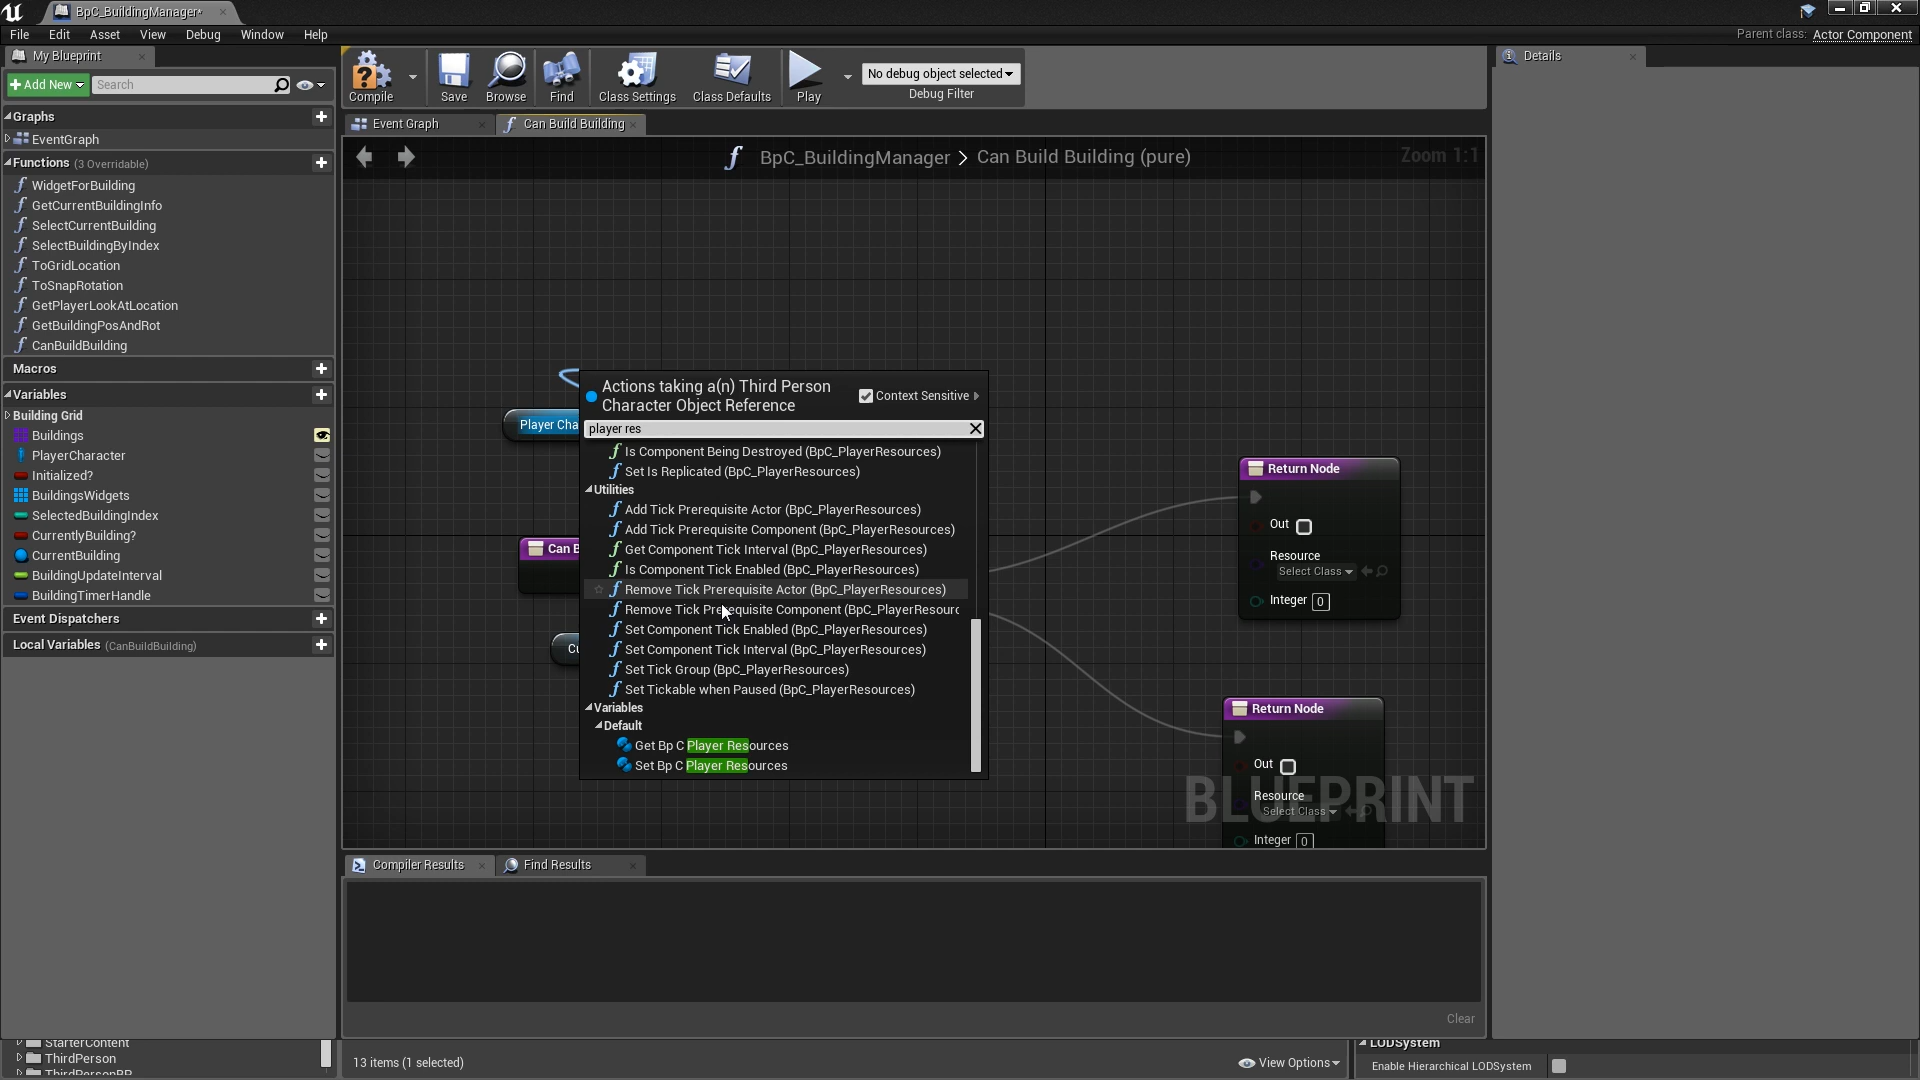 BpC_BuildingManager*
File Edit Asset View Debug Window Help
Parent class: Actor Component
My Blueprint
Add New
Search
Graphs
EventGraph
Functions (3 Overridable)
WidgetForBuilding
GetCurrentBuildingInfo
SelectCurrentBuilding
SelectBuildingByIndex
ToGridLocation
ToSnapRotation
GetPlayerLookAtLocation
GetBuildingPosAndRot
CanBuildBuilding
Macros
Variables
Building Grid
Buildings
PlayerCharacter
Initialized?
BuildingsWidgets
SelectedBuildingIndex
CurrentlyBuilding?
CurrentBuilding
BuildingUpdateInterval
BuildingTimerHandle
Event Dispatchers
Local Variables (CanBuildBuilding)
StarterContent
ThirdPerson
ThirdPersonBP
Compile
Save
Browse
Find
Class Settings
Class Defaults
Play
No debug object selected
Debug Filter
Event Graph
Can Build Building
BpC_BuildingManager > Can Build Building (pure)
Zoom 1:1
Player Cha
Can B
Cu
Actions taking a(n) Third Person
Character Object Reference
Context Sensitive
player res
Is Component Being Destroyed (BpC_PlayerResources)
Set Is Replicated (BpC_PlayerResources)
Utilities
Add Tick Prerequisite Actor (BpC_PlayerResources)
Add Tick Prerequisite Component (BpC_PlayerResources)
Get Component Tick Interval (BpC_PlayerResources)
Is Component Tick Enabled (BpC_PlayerResources)
Remove Tick Prerequisite Actor (BpC_PlayerResources)
Remove Tick Prerequisite Component (BpC_PlayerResourc
Set Component Tick Enabled (BpC_PlayerResources)
Set Component Tick Interval (BpC_PlayerResources)
Set Tick Group (BpC_PlayerResources)
Set Tickable when Paused (BpC_PlayerResources)
Variables
Default
Get Bp C Player Resources
Set Bp C Player Resources
Return Node
Out
Resource
Select Class
Integer 0
Return Node
Out
Resource
Select Class
Integer 0
BLUEPRINT
Compiler Results
Find Results
Clear
13 items (1 selected)
View Options
Details
LODSystem
Enable Hierarchical LODSystem